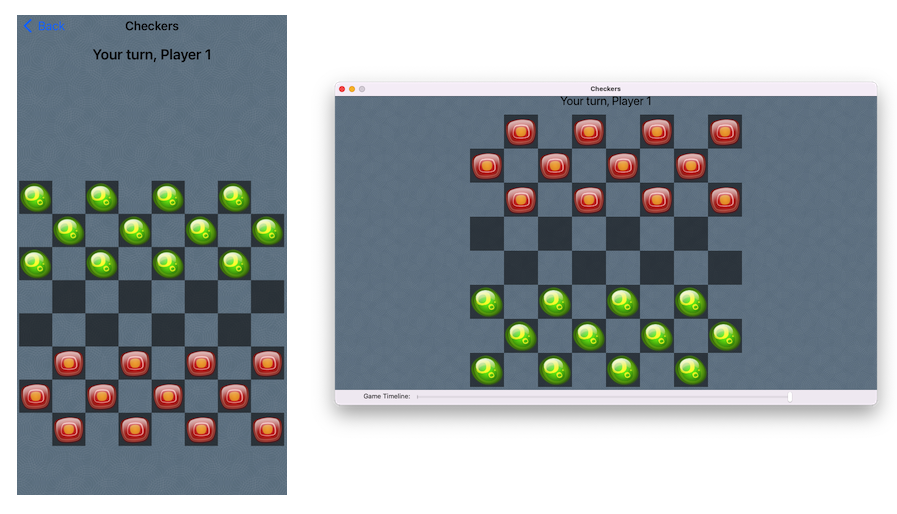 Back
Checkers
Your turn, Player 1
Checkers
Your turn, Player 1
Game Timeline: